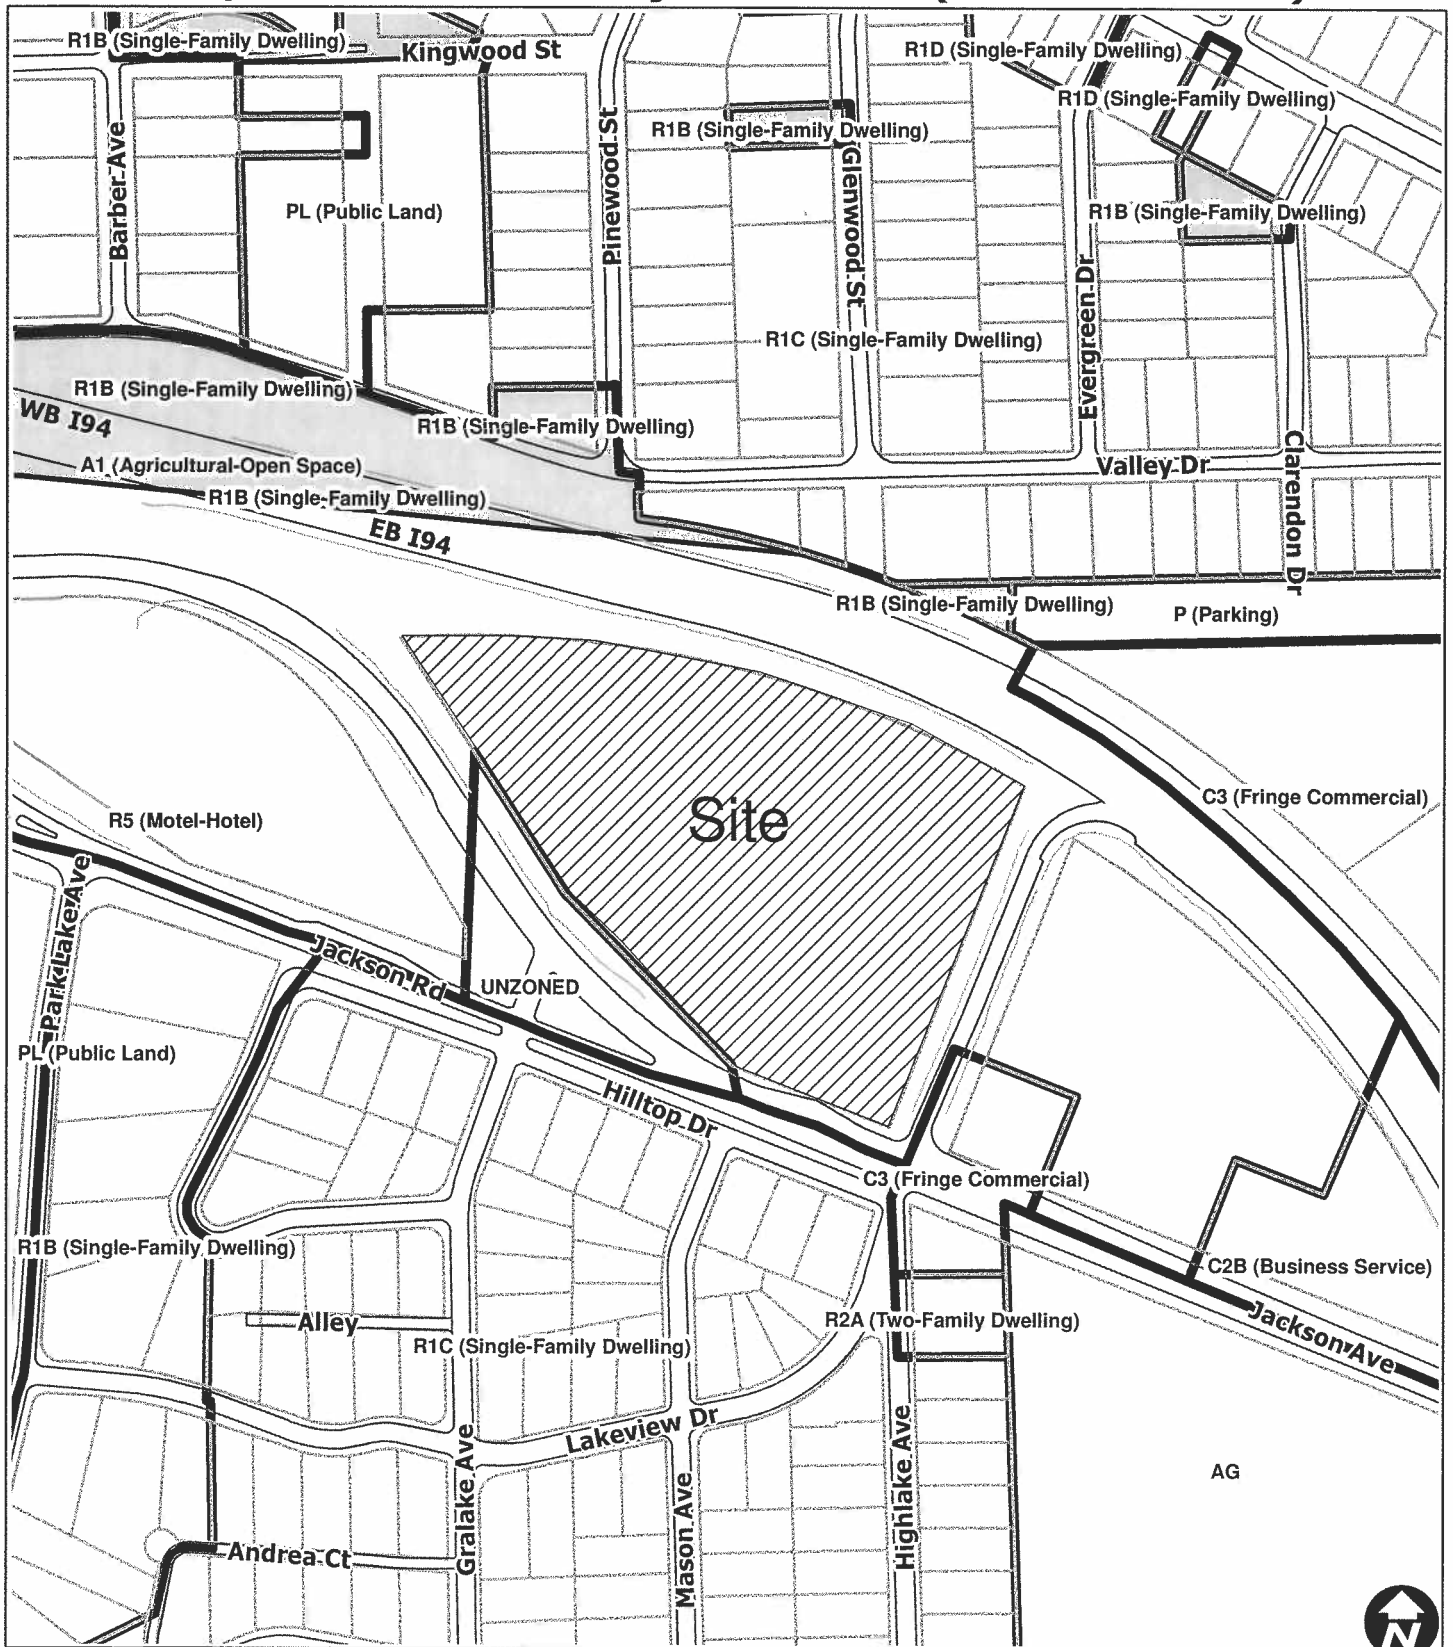 R1B (Single-Family Dwelling)
Kingwood St
R1D (Single-Family Dwelling)
R1D (Single-Family Dwelling)
Barber Ave
Pinewood St
R1B (Single-Family Dwelling)
Glenwood St
PL (Public Land)
R1B (Single-Family Dwelling)
Evergreen Dr
R1C (Single-Family Dwelling)
R1B (Single-Family Dwelling)
WB I94
R1B (Single-Family Dwelling)
A1 (Agricultural-Open Space)
Valley Dr
Clarendon Dr
R1B (Single-Family Dwelling)
EB I94
R1B (Single-Family Dwelling)
P (Parking)
C3 (Fringe Commercial)
R5 (Motel-Hotel)
Site
Park Lake Ave
Jackson Rd
UNZONED
PL (Public Land)
Hilltop Dr
C3 (Fringe Commercial)
R1B (Single-Family Dwelling)
C2B (Business Service)
Alley
R2A (Two-Family Dwelling)
Jackson Ave
R1C (Single-Family Dwelling)
Lakeview Dr
Gralake Ave
Mason Ave
Highlake Ave
AG
Andrea Ct
N